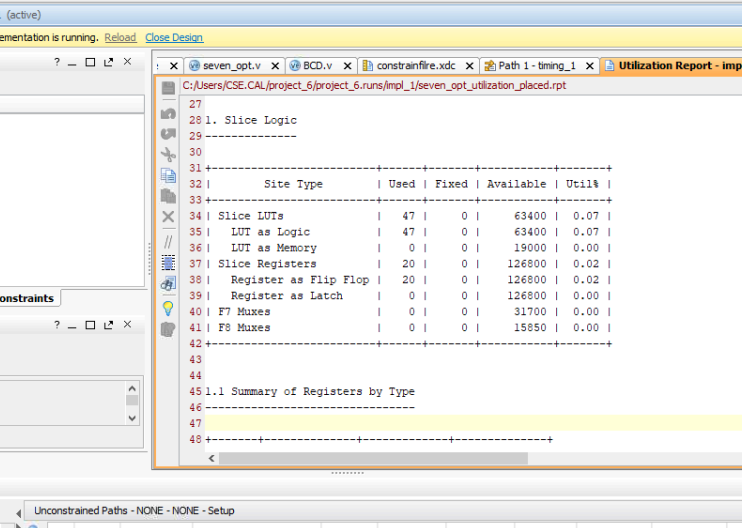 . (active)
ementation is running. Reload Close Design
seven_opt.v BCD.v constrainfilre.xdc Path 1 - timing_1 Utilization Report - imp
C:/Users/CSE.CAL/project_6/project_6.runs/impl_1/seven_opt_utilization_placed.rpt
27
28 1. Slice Logic
29 --------------
30
31 +-------------------------+------+-------+-----------+-------+
32 |        Site Type        | Used | Fixed | Available | Util% |
33 +-------------------------+------+-------+-----------+-------+
34 | Slice LUTs              |   47 |     0 |     63400 |  0.07 |
35 |   LUT as Logic          |   47 |     0 |     63400 |  0.07 |
36 |   LUT as Memory         |    0 |     0 |     19000 |  0.00 |
37 | Slice Registers         |   20 |     0 |    126800 |  0.02 |
38 |   Register as Flip Flop |   20 |     0 |    126800 |  0.02 |
39 |   Register as Latch     |    0 |     0 |    126800 |  0.00 |
40 | F7 Muxes                |    0 |     0 |     31700 |  0.00 |
41 | F8 Muxes                |    0 |     0 |     15850 |  0.00 |
42 +-------------------------+------+-------+-----------+-------+
43
44
45 1.1 Summary of Registers by Type
46 --------------------------------
47
48 +-------+--------------+-------------+--------------+
onstraints
Unconstrained Paths - NONE - NONE - Setup